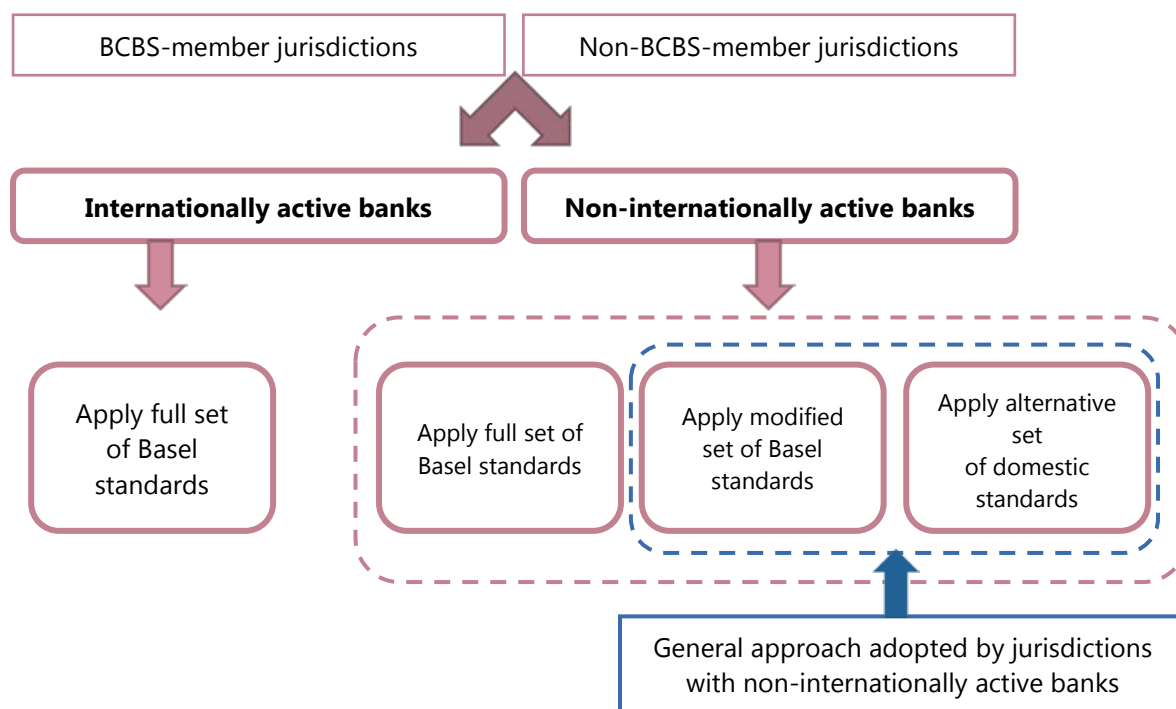 BCBS-member jurisdictions
Non-BCBS-member jurisdictions
Internationally active banks
Non-internationally active banks
Apply full set
of Basel
standards
Apply full set of
Basel standards
Apply modified
set of Basel
standards
Apply alternative
set
of domestic
standards
General approach adopted by jurisdictions
with non-internationally active banks